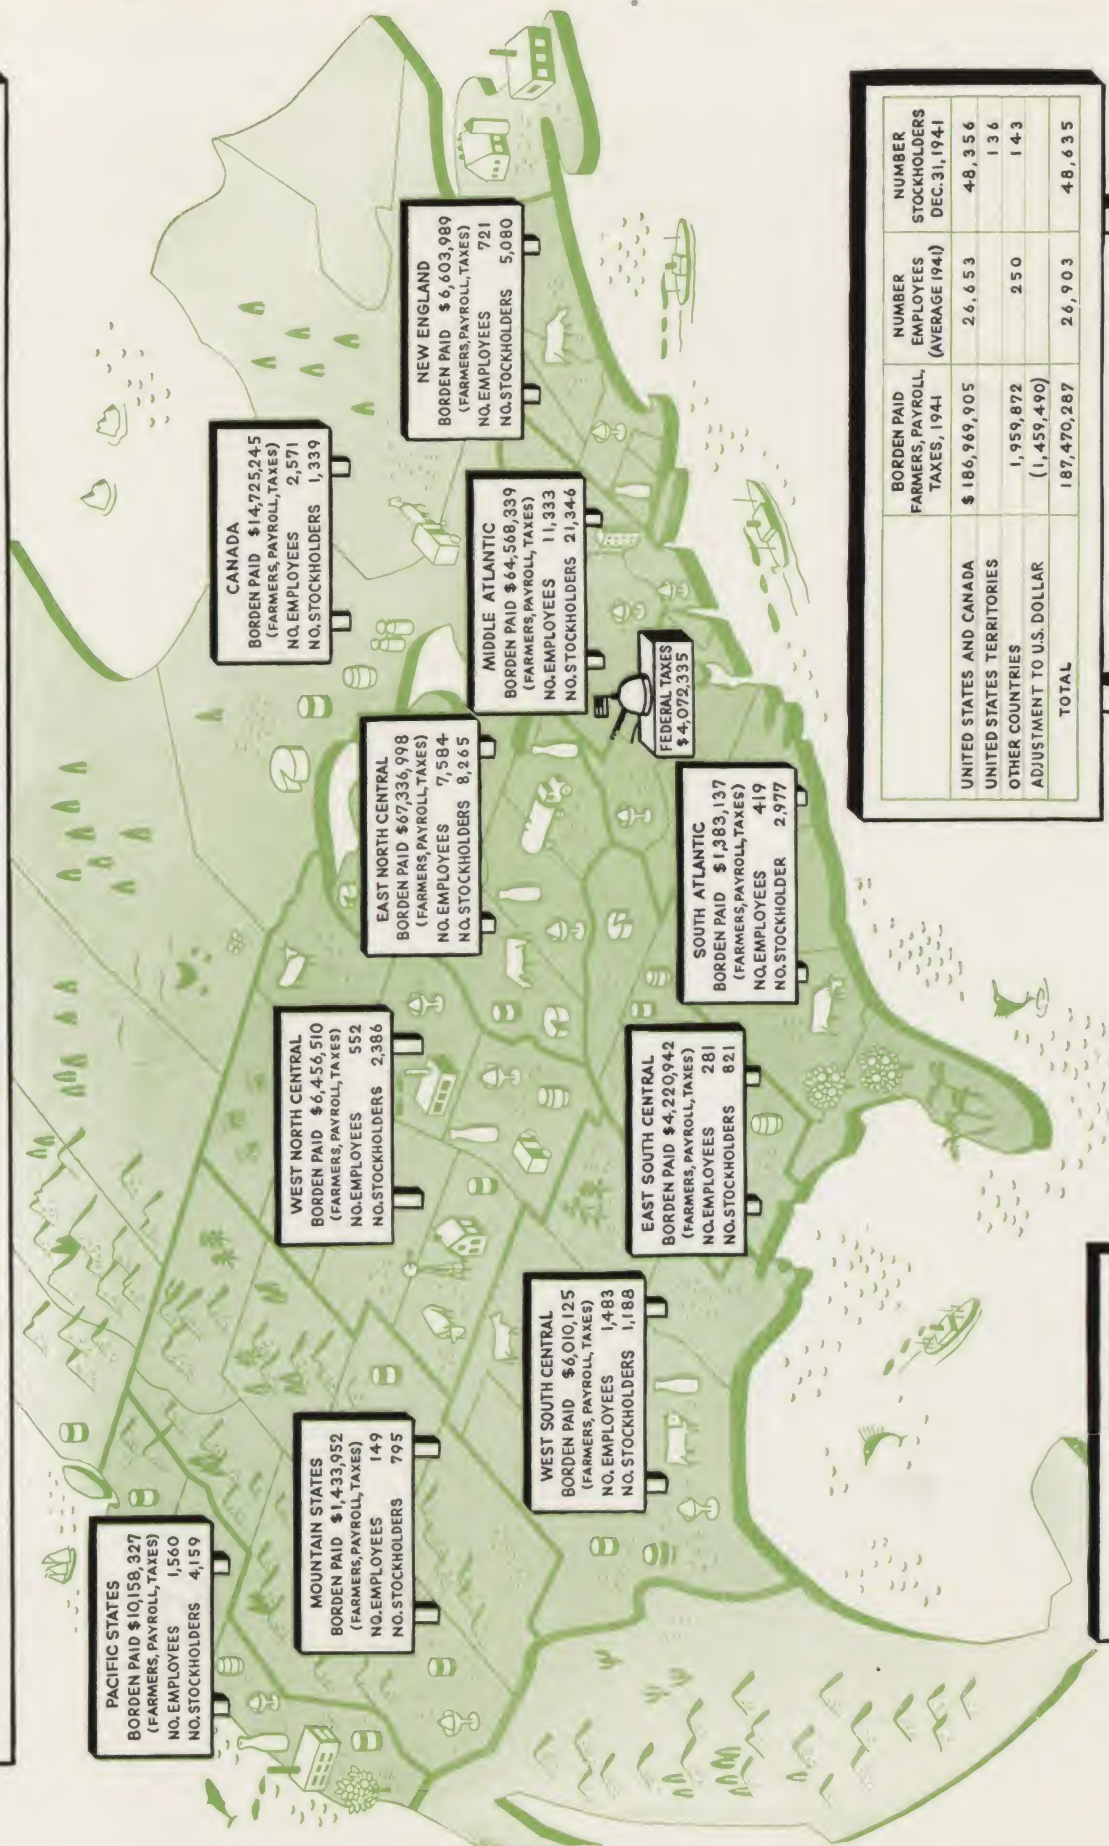 PACIFIC STATES
BORDEN PAID $10,158,327
(FARMERS, PAYROLL, TAXES)
NO. EMPLOYEES 1,560
NO. STOCKHOLDERS 4,159
MOUNTAIN STATES
BORDEN PAID $1,433,952
(FARMERS, PAYROLL, TAXES)
NO. EMPLOYEES 149
NO. STOCKHOLDERS 795
WEST NORTH CENTRAL
BORDEN PAID $6,456,510
(FARMERS, PAYROLL, TAXES)
NO. EMPLOYEES 552
NO. STOCKHOLDERS 2,386
WEST SOUTH CENTRAL
BORDEN PAID $6,010,125
(FARMERS, PAYROLL, TAXES)
NO. EMPLOYEES 1,483
NO. STOCKHOLDERS 1,188
EAST NORTH CENTRAL
BORDEN PAID $67,336,998
(FARMERS, PAYROLL, TAXES)
NO. EMPLOYEES 7,584
NO. STOCKHOLDERS 8,265
EAST SOUTH CENTRAL
BORDEN PAID $4,220,942
(FARMERS, PAYROLL, TAXES)
NO. EMPLOYEES 281
NO. STOCKHOLDERS 821
SOUTH ATLANTIC
BORDEN PAID $1,383,137
(FARMERS, PAYROLL, TAXES)
NO. EMPLOYEES 419
NO. STOCKHOLDER 2,977
CANADA
BORDEN PAID $14,725,245
(FARMERS, PAYROLL, TAXES)
NO. EMPLOYEES 2,571
NO. STOCKHOLDERS 1,339
MIDDLE ATLANTIC
BORDEN PAID $64,568,339
(FARMERS, PAYROLL, TAXES)
NO. EMPLOYEES 11,333
NO. STOCKHOLDERS 21,346
FEDERAL TAXES
$4,072,335
NEW ENGLAND
BORDEN PAID $6,603,989
(FARMERS, PAYROLL, TAXES)
NO. EMPLOYEES 721
NO. STOCKHOLDERS 5,080
BORDEN PAID FARMERS, PAYROLL, TAXES, 1941
NUMBER EMPLOYEES (AVERAGE 1941)
NUMBER STOCKHOLDERS DEC. 31, 1941
UNITED STATES AND CANADA $186,969,905 26,653 48,356
UNITED STATES TERRITORIES 136
OTHER COUNTRIES 1,959,872 250 143
ADJUSTMENT TO U.S. DOLLAR (1,459,490)
TOTAL 187,470,287 26,903 48,635